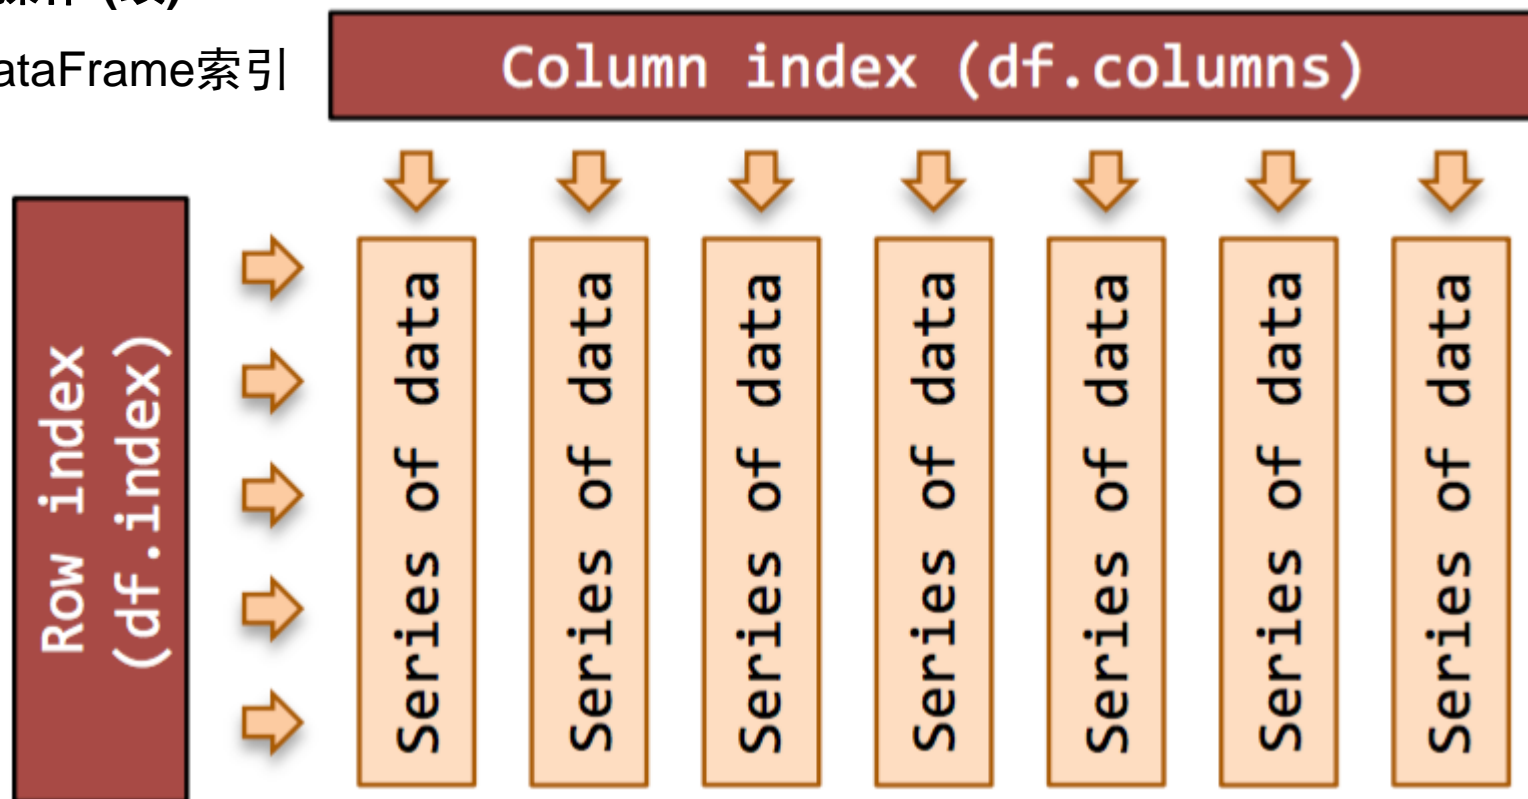 DataFrame索引
Column index (df.columns)
Row index
(df.index)
Series of data
Series of data
Series of data
Series of data
Series of data
Series of data
Series of data